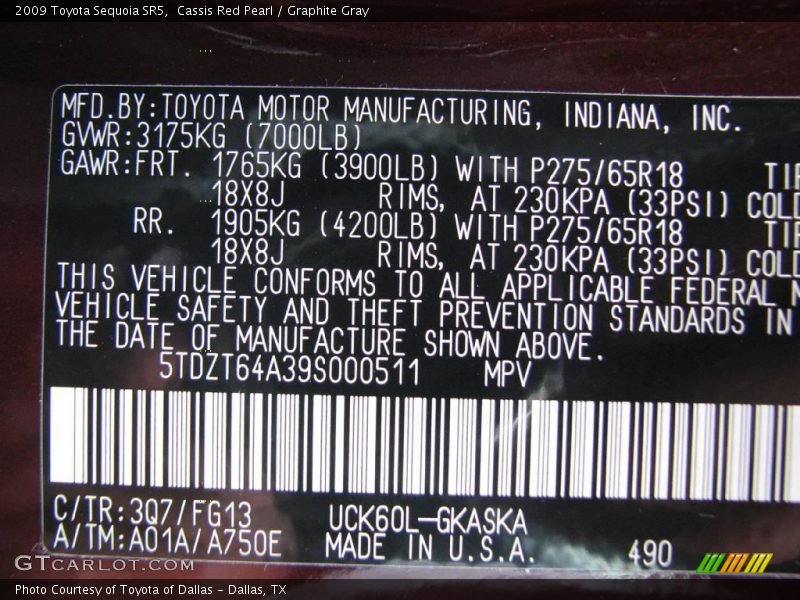 2009 Toyota Sequoia SR5,  Cassis Red Pearl / Graphite Gray
MFD.BY:TOYOTA MOTOR MANUFACTURING, INDIANA, INC.
GVWR:3175KG (7000LB)
GAWR:FRT. 1765KG (3900LB) WITH P275/65R18
18X8J RIMS, AT 230KPA (33PSI) COLD
RR. 1905KG (4200LB) WITH P275/65R18
18X8J RIMS, AT 230KPA (33PSI) COLD
THIS VEHICLE CONFORMS TO ALL APPLICABLE FEDERAL
VEHICLE SAFETY AND THEFT PREVENTION STANDARDS IN
THE DATE OF MANUFACTURE SHOWN ABOVE.
5TDZT64A39S000511 MPV
C/TR:3Q7/FG13 UCK60L-GKASKA
A/TM:A01A/A750E MADE IN U.S.A. 490
GTCARLOT.COM
Photo Courtesy of Toyota of Dallas - Dallas, TX